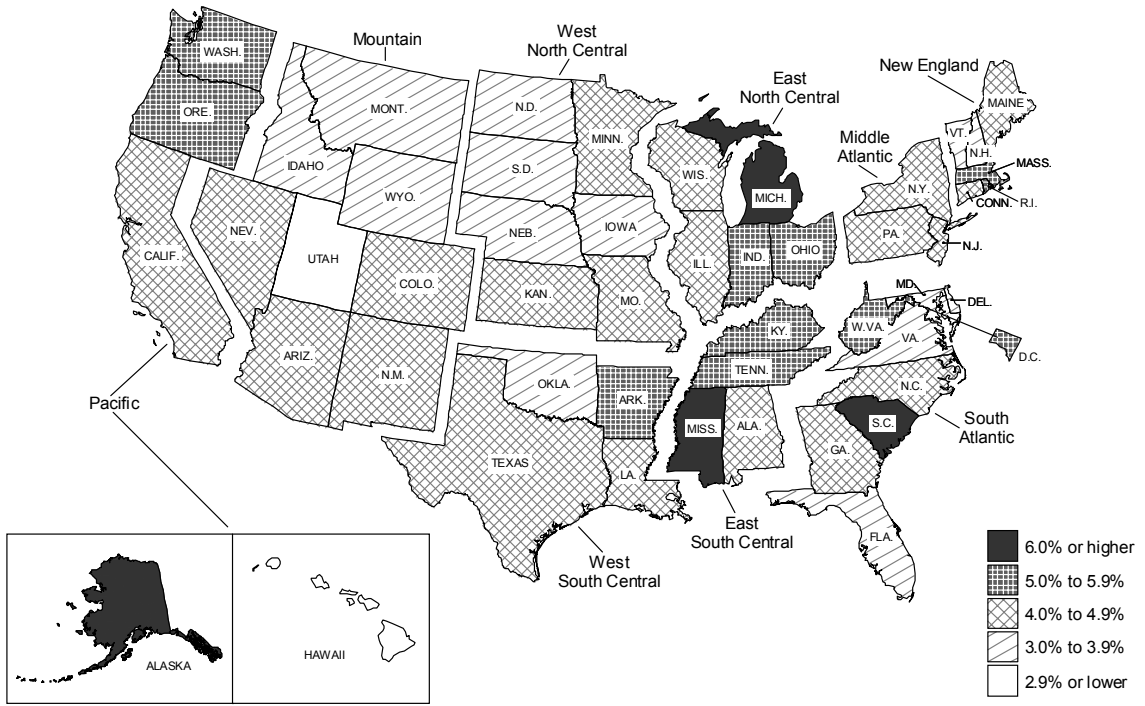 West
North Central
Mountain
East
North Central
New England
Middle
Atlantic
WASH.
ORE.
MONT.
IDAHO
WYO.
N.D.
S.D.
NEB.
MINN.
IOWA
WIS.
MICH.
MAINE
VT.
N.H.
MASS.
CONN.
R.I.
N.Y.
PA.
N.J.
CALIF.
NEV.
UTAH
COLO.
KAN.
MO.
ILL.
IND.
OHIO
MD.
DEL.
W.VA.
VA.
D.C.
KY.
TENN.
N.C.
S.C.
ARIZ.
N.M.
OKLA.
ARK.
MISS.
ALA.
GA.
TEXAS
LA.
FLA.
Pacific
South
Atlantic
East
South Central
West
South Central
ALASKA
HAWAII
6.0% or higher
5.0% to 5.9%
4.0% to 4.9%
3.0% to 3.9%
2.9% or lower